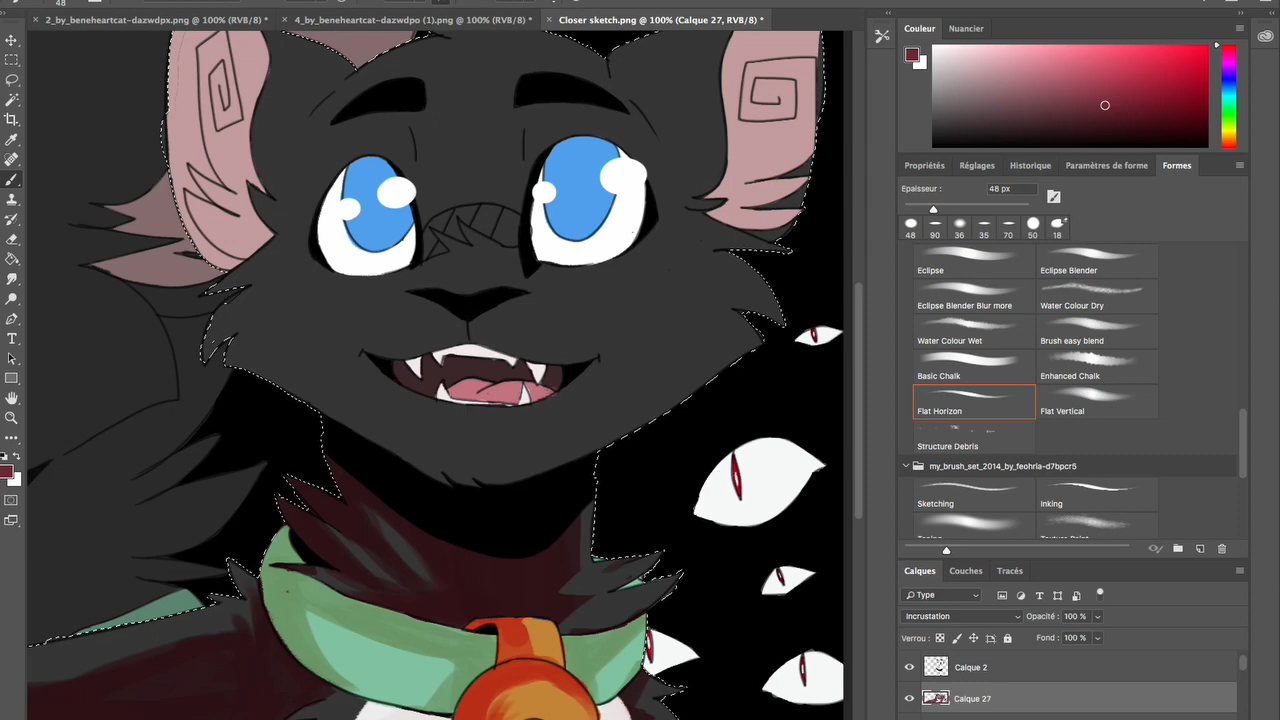 48
2_by_beneheartcat-dazwdpx.png @ 100% (RVB/8) *
4_by_beneheartcat-dazwdpo (1).png @ 100% (RVB/8) *
Closer sketch.png @ 100% (Calque 27, RVB/8) *
Couleur
Nuancier
Propriétés
Réglages
Historique
Paramètres de forme
Formes
Epaisseur :
48 px
48
90
36
35
70
50
18
Eclipse
Eclipse Blender
Eclipse Blender Blur more
Water Colour Dry
Water Colour Wet
Brush easy blend
Basic Chalk
Enhanced Chalk
Flat Horizon
Flat Vertical
Structure Debris
my_brush_set_2014_by_feohria-d7bpcr5
Sketching
Inking
Calques
Couches
Tracés
Type
Incrustation
Opacité : 100 %
Verrou :
Fond : 100 %
Calque 2
Calque 27